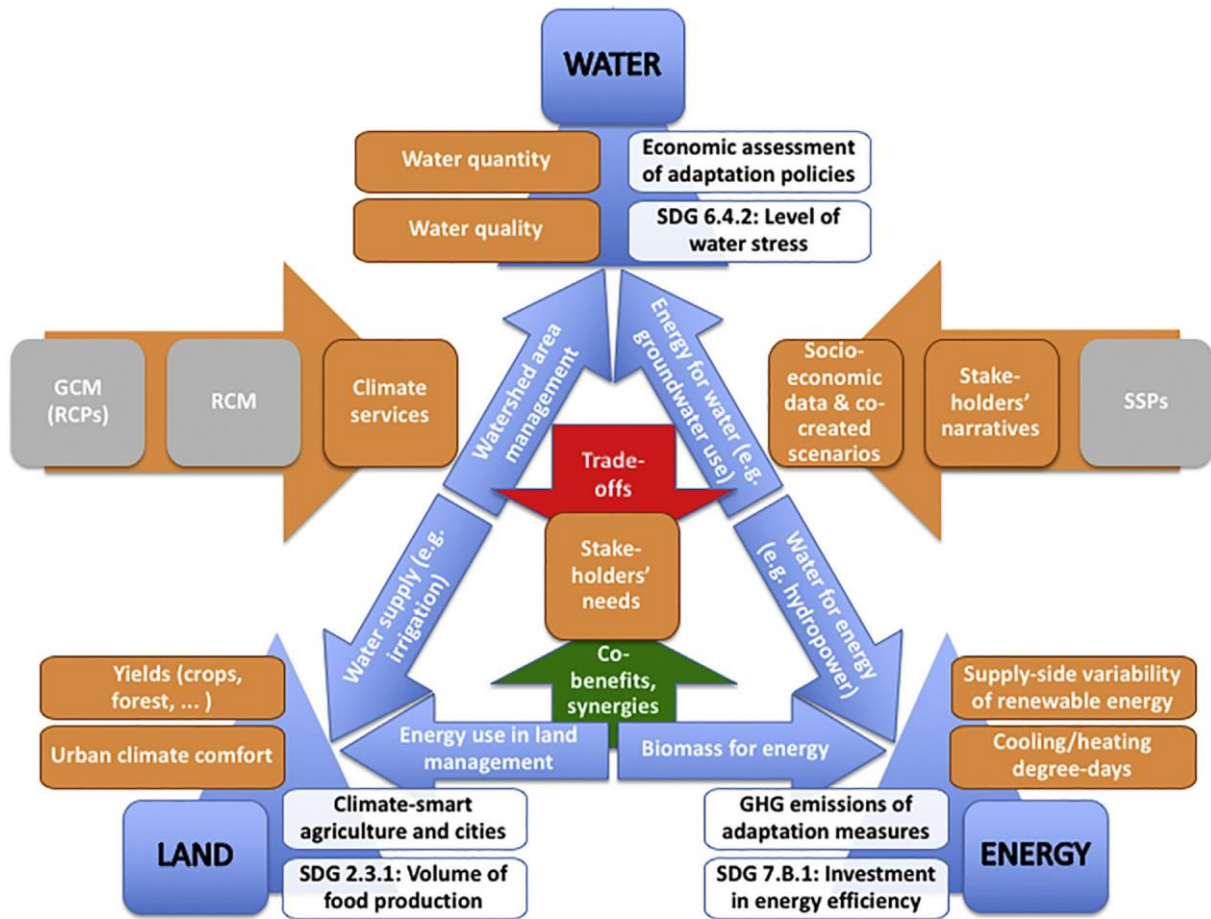 WATER
Water quantity
Economic assessment
of adaptation policies
Water quality
SDG 6.4.2: Level of
water stress
GCM
(RCPs)
RCM
Climate
services
Watershed area
management
Energy for water (e.g.
groundwater use)
Socio-
economic
data & co-
created
scenarios
Stake-
holders'
narratives
SSPs
Trade-
offs
Stake-
holders'
needs
Co-
benefits,
synergies
Water supply (e.g.
irrigation)
Water for energy
(e.g. hydropower)
Yields (crops,
forest, ... )
Urban climate comfort
Energy use in land
management
Biomass for energy
Supply-side variability
of renewable energy
Cooling/heating
degree-days
LAND
Climate-smart
agriculture and cities
SDG 2.3.1: Volume of
food production
GHG emissions of
adaptation measures
SDG 7.B.1: Investment
in energy efficiency
ENERGY